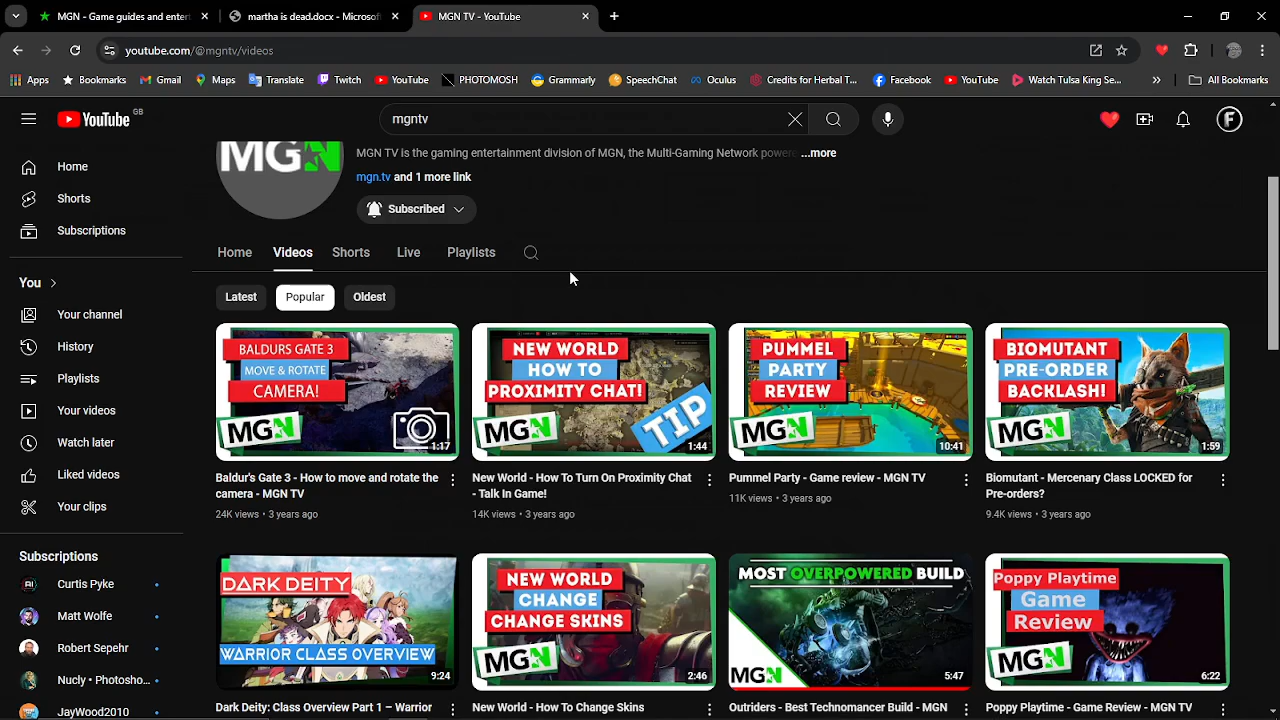 MGN - Game guides and entert
martha is dead.docx - Microsof
MGN TV - YouTube
youtube.com/@mgntv/videos
Apps
Bookmarks
Gmail
Maps
Translate
Twitch
YouTube
PHOTOMOSH
Grammarly
SpeechChat
Oculus
Credits for Herbal T...
Facebook
YouTube
Watch Tulsa King Se...
»
All Bookmarks
YouTube GB
mgntv
F
Home
Shorts
Subscriptions
You
Your channel
History
Playlists
Your videos
Watch later
Liked videos
Your clips
Subscriptions
Curtis Pyke
Matt Wolfe
Robert Sepehr
Nucly • Photosho...
JayWood2010
MGN
MGN TV is the gaming entertainment division of MGN, the Multi-Gaming Network powere ...more
mgn.tv and 1 more link
Subscribed
Home
Videos
Shorts
Live
Playlists
Latest
Popular
Oldest
BALDURS GATE 3
MOVE & ROTATE
CAMERA!
MGN
1:17
Baldur's Gate 3 - How to move and rotate the
camera - MGN TV
24K views • 3 years ago
NEW WORLD
HOW TO
PROXIMITY CHAT!
TIP
MGN
1:44
New World - How To Turn On Proximity Chat
- Talk In Game!
14K views • 3 years ago
PUMMEL
PARTY
REVIEW
MGN
10:41
Pummel Party - Game review - MGN TV
11K views • 3 years ago
BIOMUTANT
PRE-ORDER
BACKLASH!
MGN
1:59
Biomutant - Mercenary Class LOCKED for
Pre-orders?
9.4K views • 3 years ago
DARK DEITY
WARRIOR CLASS OVERVIEW
9:24
Dark Deity: Class Overview Part 1 – Warrior
NEW WORLD
CHANGE
CHANGE SKINS
MGN
2:46
New World - How To Change Skins
MOST OVERPOWERED BUILD
MGN
5:47
Outriders - Best Technomancer Build - MGN
Poppy Playtime
Game
Review
MGN
6:22
Poppy Playtime - Game Review - MGN TV